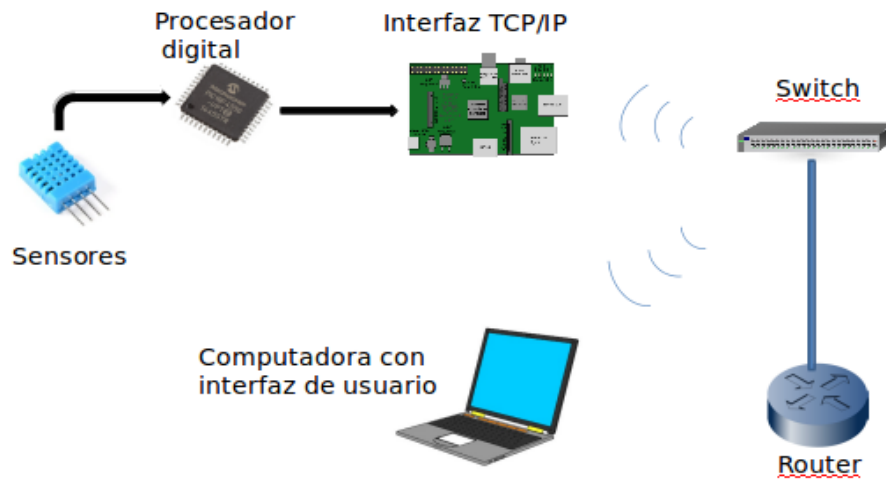 Procesador
digital
Interfaz TCP/IP
Switch
Sensores
Computadora con
interfaz de usuario
Router